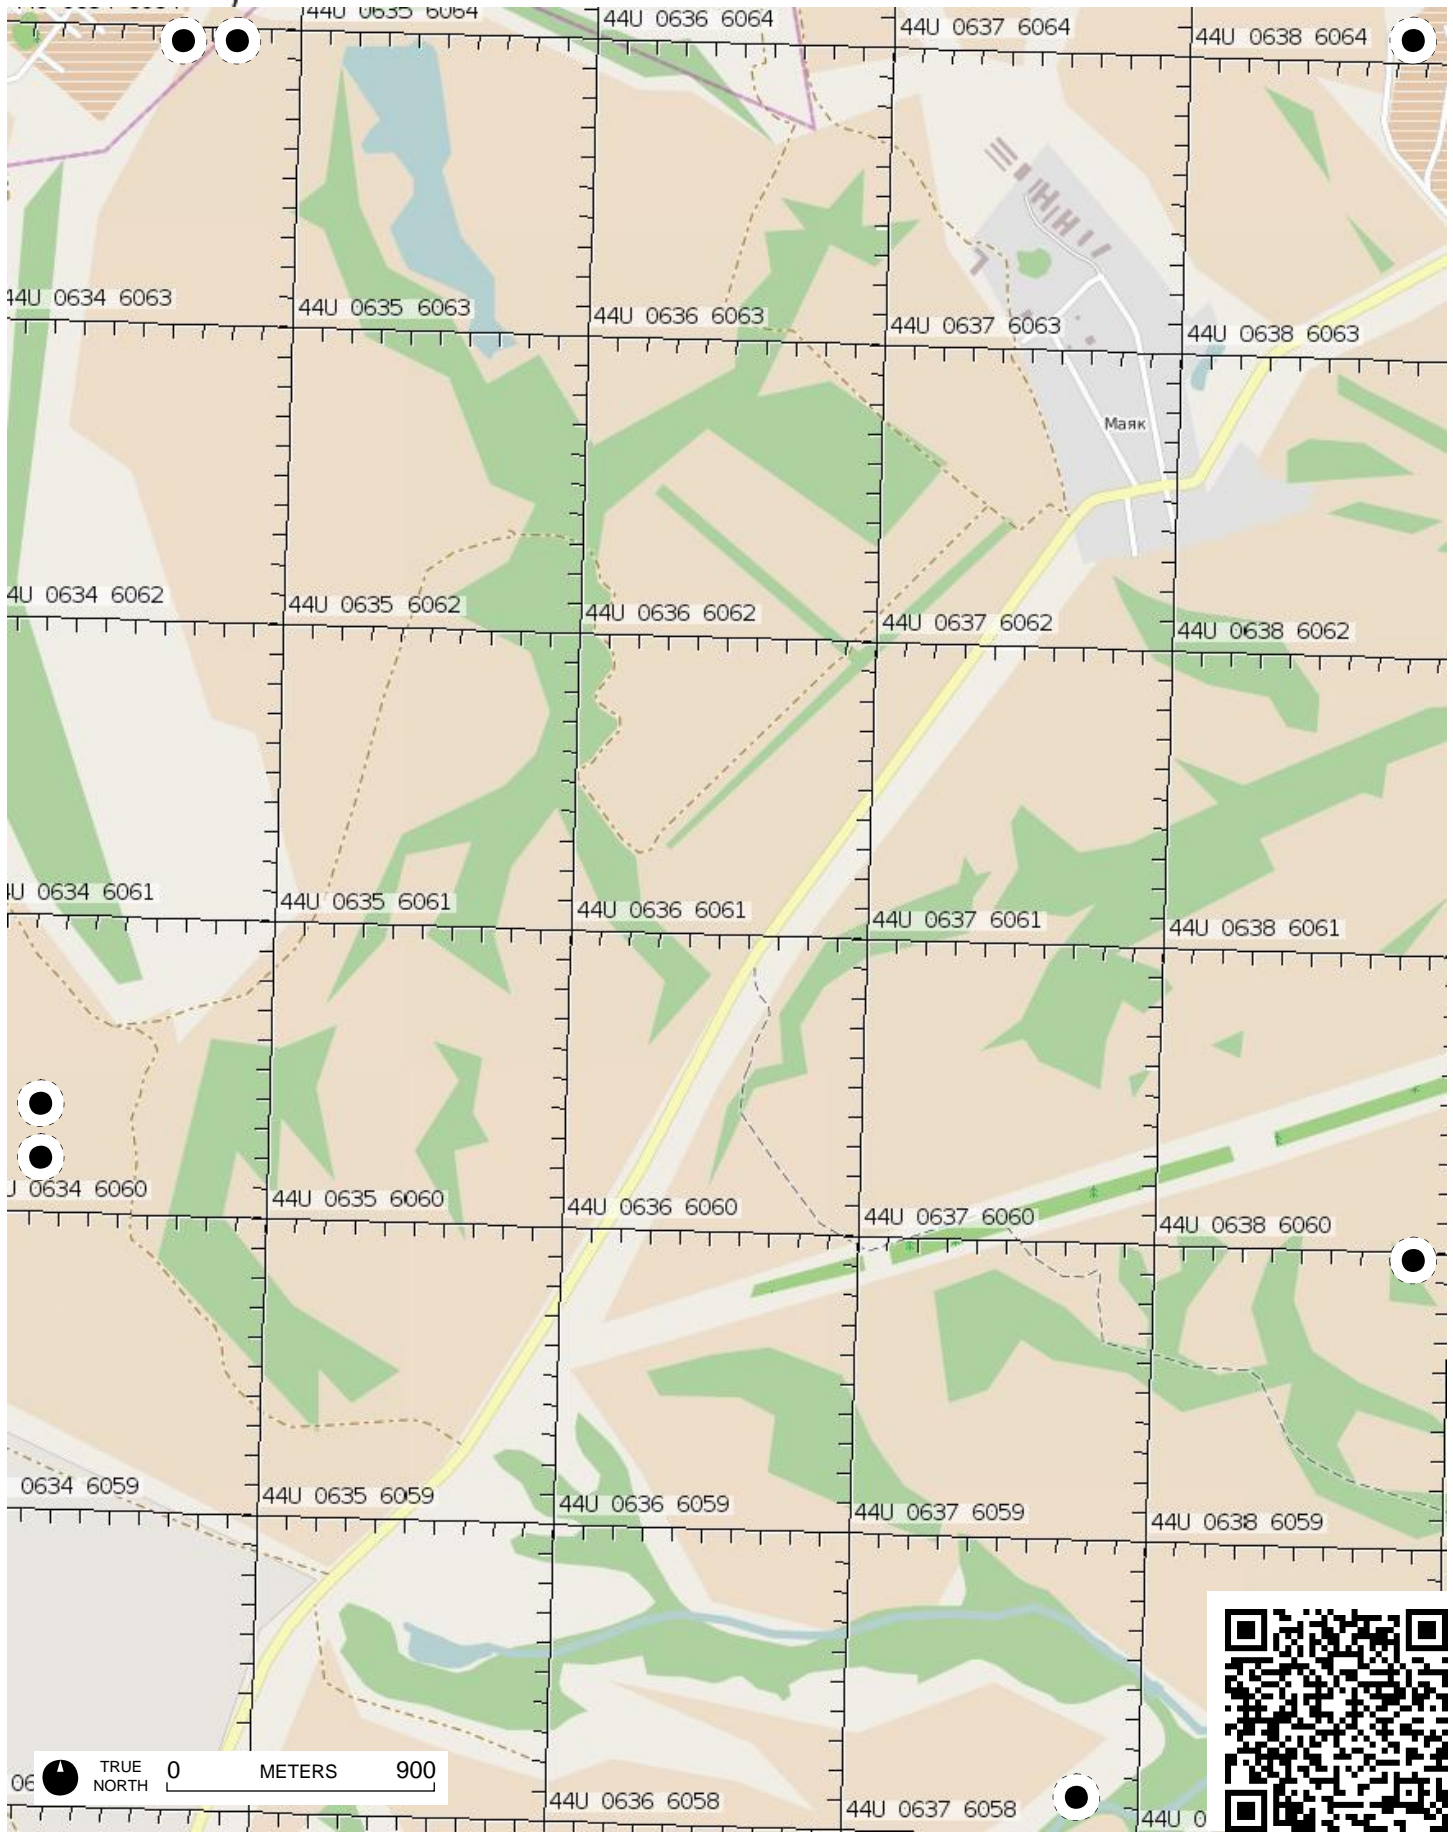 44U 0635 6064
44U 0636 6064
44U 0637 6064
44U 0638 6064
44U 0634 6063
44U 0635 6063
44U 0636 6063
44U 0637 6063
44U 0638 6063
Маяк
4U 0634 6062
44U 0635 6062
44U 0636 6062
44U 0637 6062
44U 0638 6062
4U 0634 6061
44U 0635 6061
44U 0636 6061
44U 0637 6061
44U 0638 6061
U 0634 6060
44U 0635 6060
44U 0636 6060
44U 0637 6060
44U 0638 6060
0634 6059
44U 0635 6059
44U 0636 6059
44U 0637 6059
44U 0638 6059
TRUE NORTH
0 METERS 900
06
44U 0636 6058
44U 0637 6058
44U 0